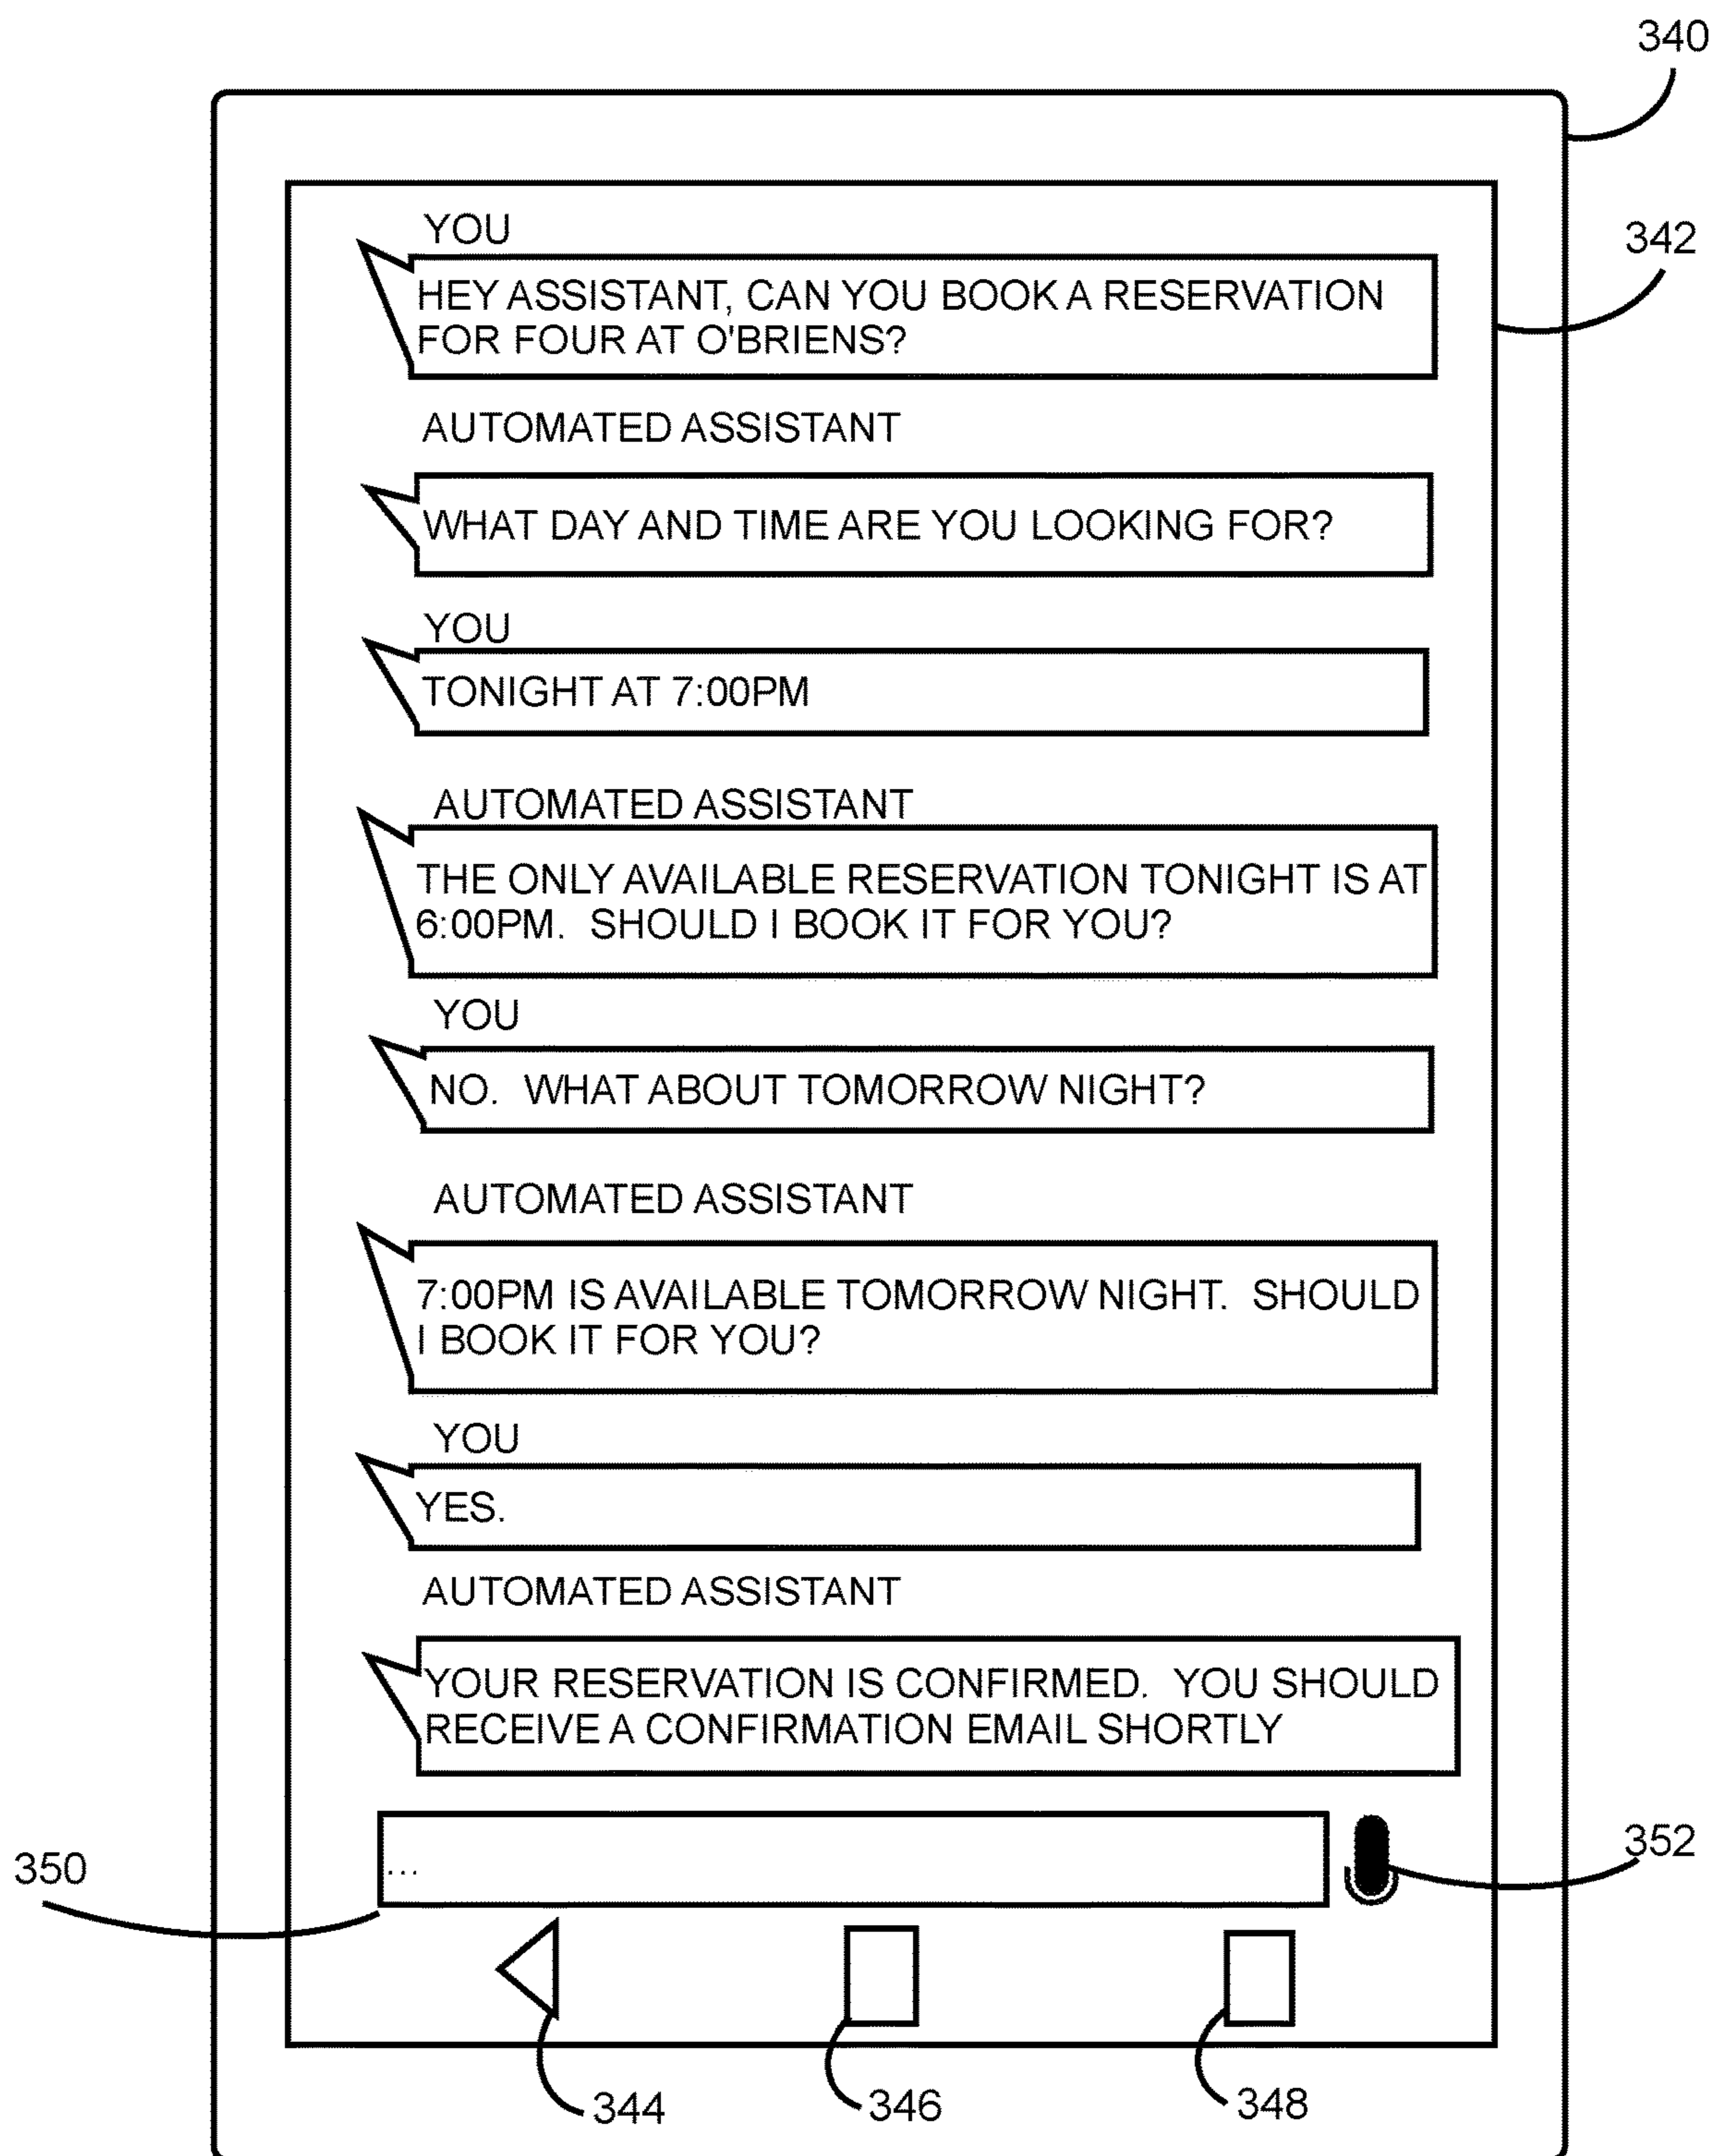 340
342
YOU
HEY ASSISTANT, CAN YOU BOOK A RESERVATION
FOR FOUR AT O'BRIENS?
AUTOMATED ASSISTANT
WHAT DAY AND TIME ARE YOU LOOKING FOR?
YOU
TONIGHT AT 7:00PM
AUTOMATED ASSISTANT
THE ONLY AVAILABLE RESERVATION TONIGHT IS AT
6:00PM. SHOULD I BOOK IT FOR YOU?
YOU
NO. WHAT ABOUT TOMORROW NIGHT?
AUTOMATED ASSISTANT
7:00PM IS AVAILABLE TOMORROW NIGHT. SHOULD
I BOOK IT FOR YOU?
YOU
YES.
AUTOMATED ASSISTANT
YOUR RESERVATION IS CONFIRMED. YOU SHOULD
RECEIVE A CONFIRMATION EMAIL SHORTLY
350
...
352
344
346
348